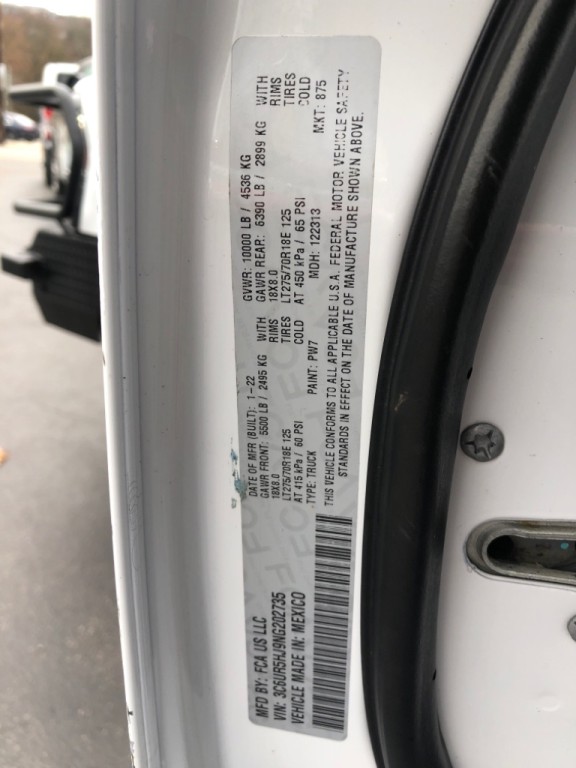 MFD BY: FCA US LLC
DATE OF MFR (BUILT): 1-22 GVWR: 10000 LB / 4536 KG
GAWR FRONT: 5500 LB / 2495 KG WITH GAWR REAR: 6390 LB / 2899 KG WITH
18X8.0 RIMS 18X8.0 RIMS
LT275/70R18E 125 TIRES LT275/70R18E 125 TIRES
AT 415 kPa / 60 PSI COLD AT 450 kPa / 65 PSI COLD
VIN: 3C6UR5HJ9NG202735 TYPE: TRUCK PAINT: PW7 MDH: 122313 MKT: 875
VEHICLE MADE IN: MEXICO
THIS VEHICLE CONFORMS TO ALL APPLICABLE U.S.A. FEDERAL MOTOR VEHICLE SAFETY
STANDARDS IN EFFECT ON THE DATE OF MANUFACTURE SHOWN ABOVE.